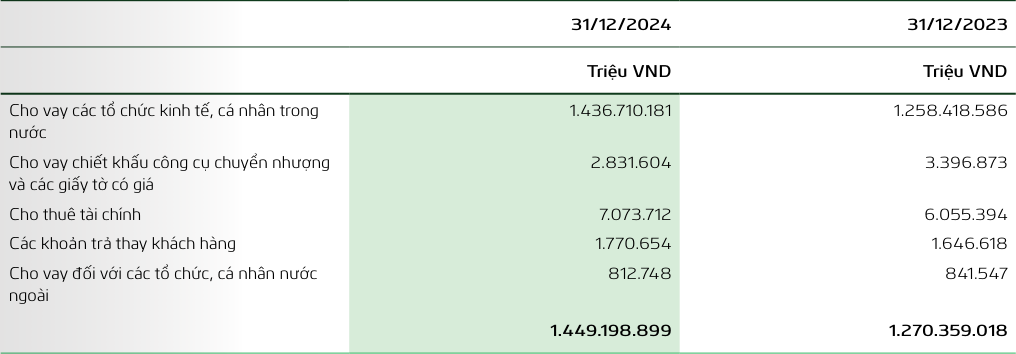 31/12/2024 31/12/2023
Triệu VND Triệu VND
Cho vay các tổ chức kinh tế, cá nhân trong 1.436.710.181 1.258.418.586
nước
Cho vay chiết khấu công cụ chuyển nhượng 2.831.604 3.396.873
và các giấy tờ có giá
Cho thuê tài chính 7.073.712 6.055.394
Các khoản trả thay khách hàng 1.770.654 1.646.618
Cho vay đối với các tổ chức, cá nhân nước 812.748 841.547
ngoài
1.449.198.899 1.270.359.018